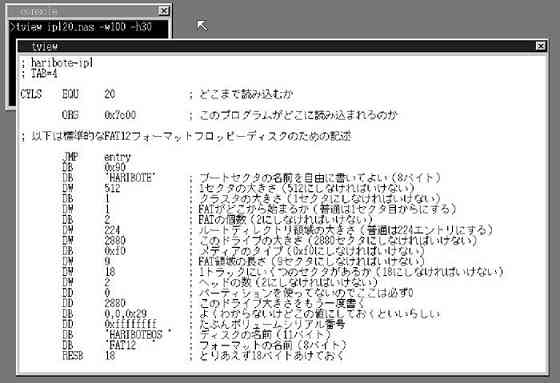 console
>tview ipl20.nas -w100 -h30
tview
; haribote-ipl
; TAB=4
CYLS EQU 20 ; どこまで読み込むか
ORG 0x7c00 ; このプログラムがどこに読み込まれるのか
; 以下は標準的なFAT12フォーマットフロッピーディスクのための記述
JMP entry
DB 0x90
DB "HARIBOTE" ; ブートセクタの名前を自由に書いてよい（8バイト）
DW 512 ; 1セクタの大きさ（512にしなければいけない）
DB 1 ; クラスタの大きさ（1セクタにしなければいけない）
DW 1 ; FATがどこから始まるか（普通は1セクタ目からにする）
DB 2 ; FATの個数（2にしなければいけない）
DW 224 ; ルートディレクトリ領域の大きさ（普通は224エントリにする）
DW 2880 ; このドライブの大きさ（2880セクタにしなければいけない）
DB 0xf0 ; メディアのタイプ（0xf0にしなければいけない）
DW 9 ; FAT領域の長さ（9セクタにしなければいけない）
DW 18 ; 1トラックにいくつのセクタがあるか（18にしなければいけない）
DW 2 ; ヘッドの数（2にしなければいけない）
DD 0 ; パーティションを使ってないのでここは必ず0
DD 2880 ; このドライブ大きさをもう一度書く
DB 0,0,0x29 ; よくわからないけどこの値にしておくといいらしい
DD 0xffffffff ; たぶんボリュームシリアル番号
DB "HARIBOTEOS " ; ディスクの名前（11バイト）
DB "FAT12 " ; フォーマットの名前（8バイト）
RESB 18 ; とりあえず18バイトあけておく